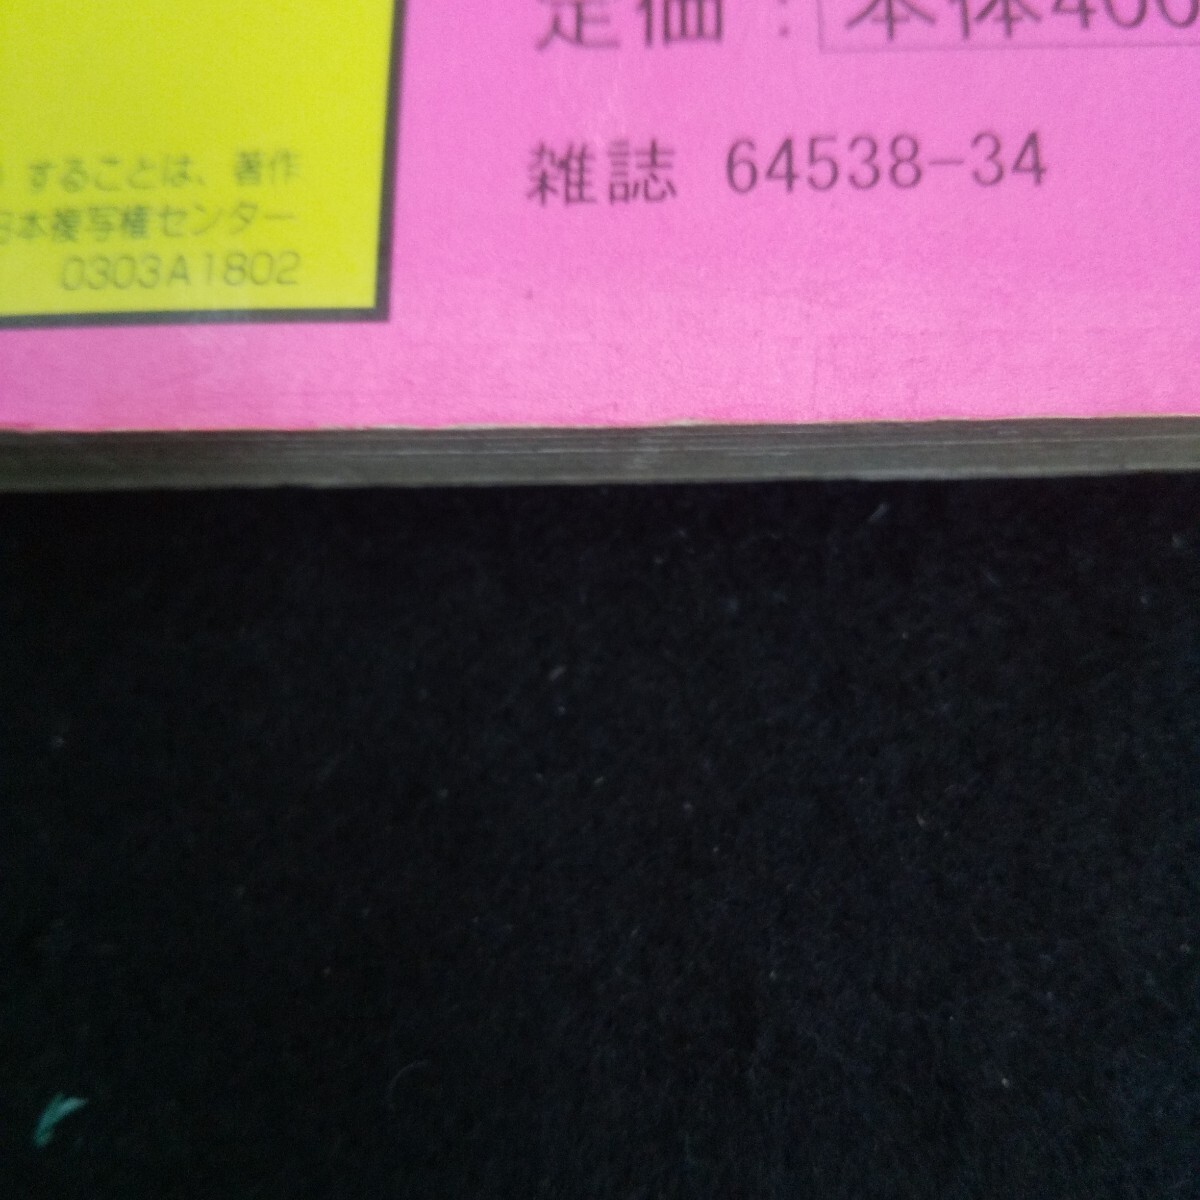 定価：本体400
雑誌 64538-34
することは、著作
日本複写権センター
0303A1802